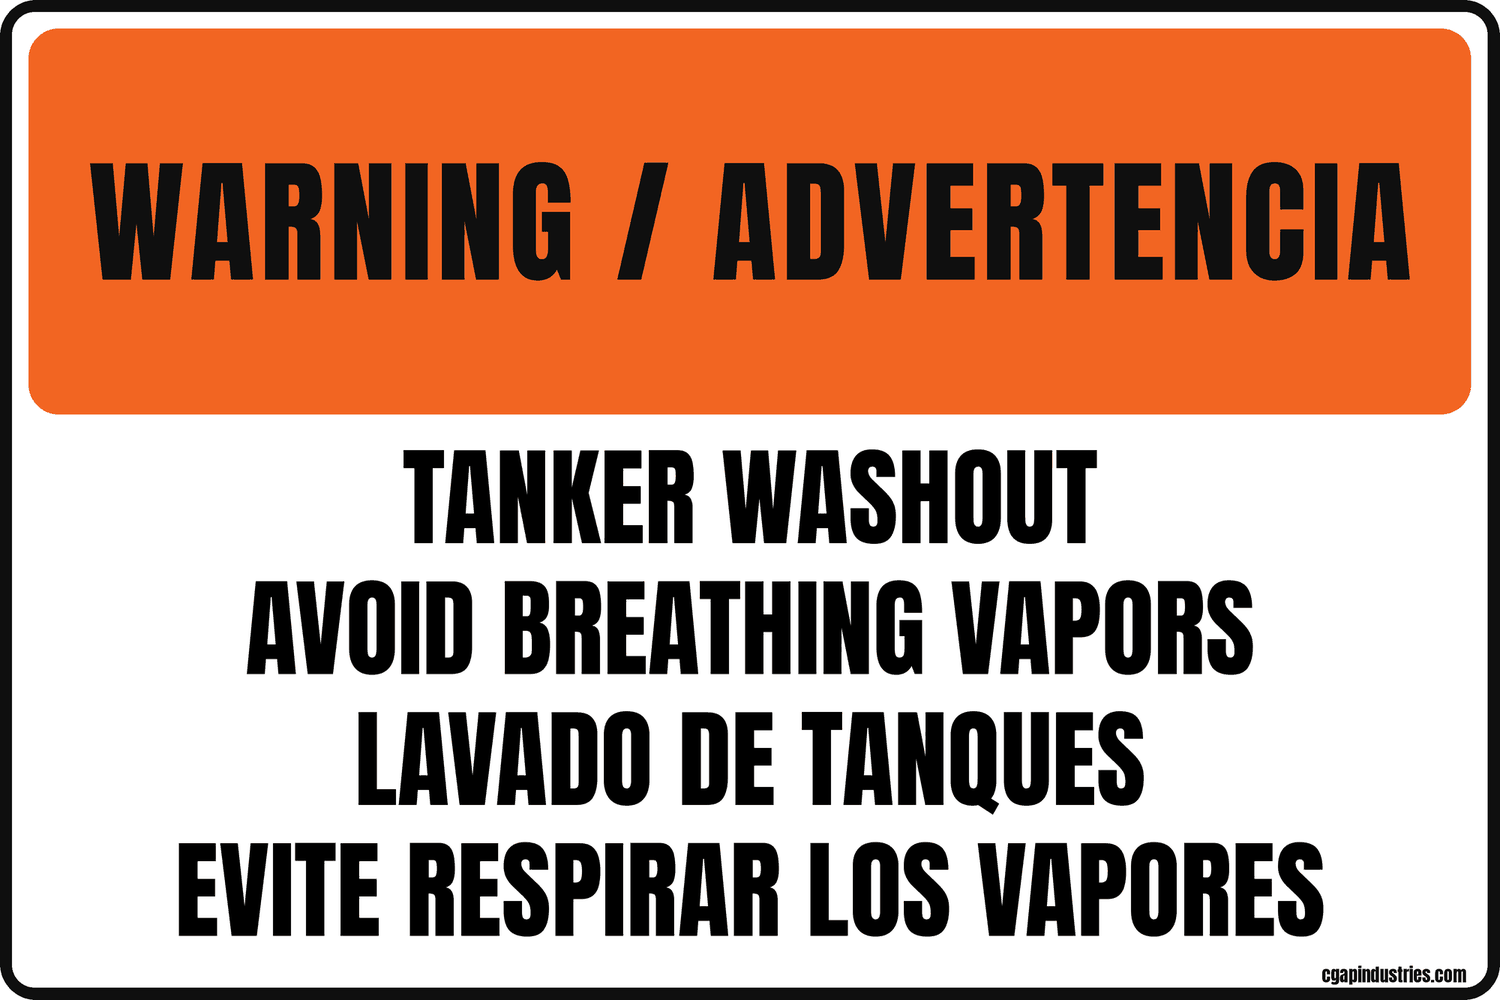 WARNING / ADVERTENCIA
TANKER WASHOUT
AVOID BREATHING VAPORS
LAVADO DE TANQUES
EVITE RESPIRAR LOS VAPORES
cgapindustries.com